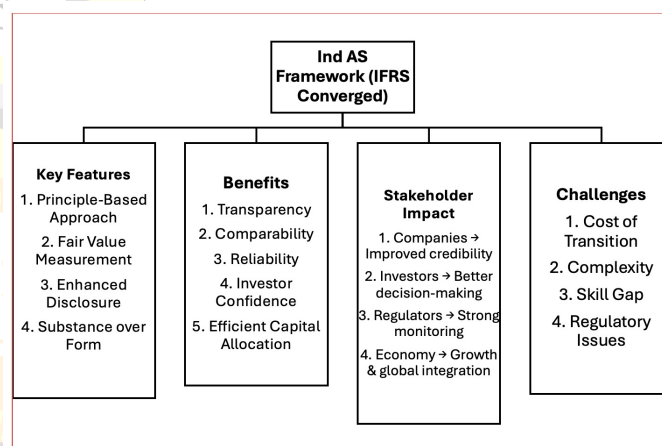 Ind AS
Framework (IFRS
Converged)
Key Features
1. Principle-Based
Approach
2. Fair Value
Measurement
3. Enhanced
Disclosure
4. Substance over
Form
Benefits
1. Transparency
2. Comparability
3. Reliability
4. Investor
Confidence
5. Efficient Capital
Allocation
Stakeholder
Impact
1. Companies →
Improved credibility
2. Investors → Better
decision-making
3. Regulators → Strong
monitoring
4. Economy → Growth
& global integration
Challenges
1. Cost of
Transition
2. Complexity
3. Skill Gap
4. Regulatory
Issues